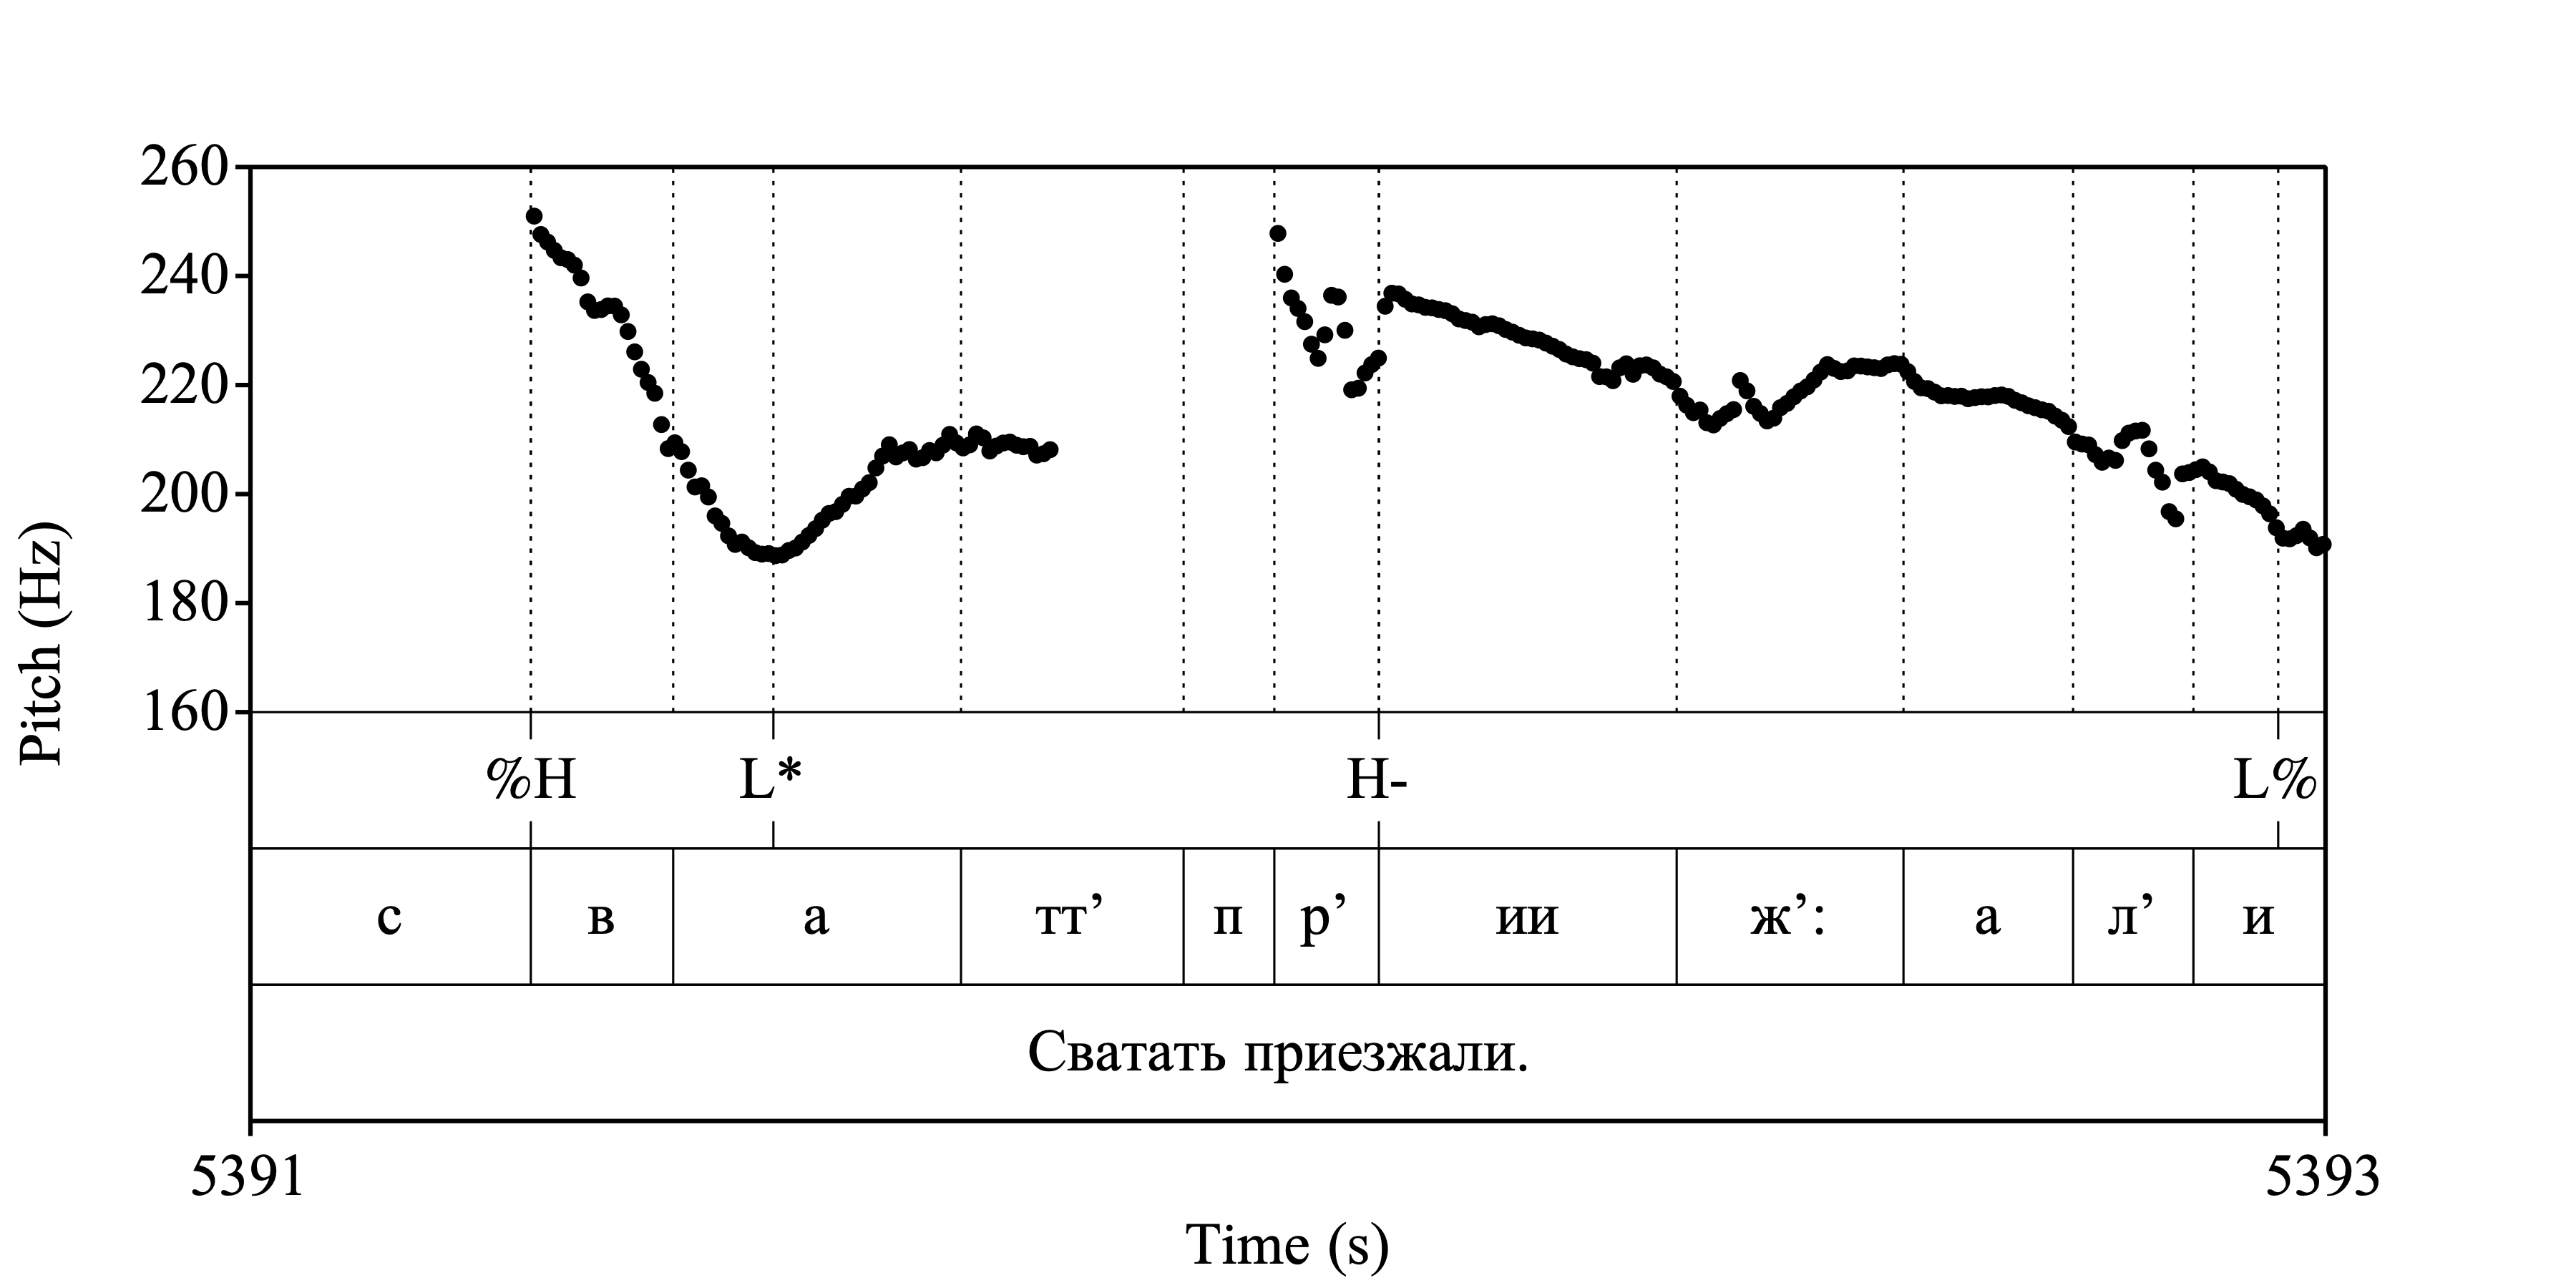 260
240
220
200
180
160
Pitch (Hz)
%H L* H- L%
с в а тт’ п р’ ии ж’: а л’ и
Сватать приезжали.
5391 5393
Time (s)